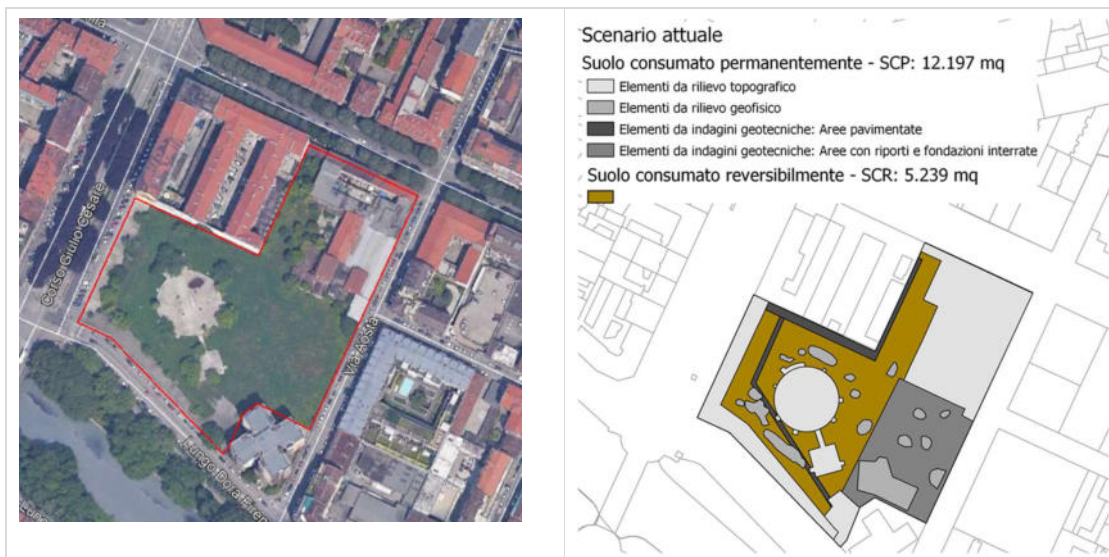 Corso Giulio Cesare
Via Aosta
Lungo Dora Firen
Scenario attuale
Suolo consumato permanentemente - SCP: 12.197 mq
Elementi da rilievo topografico
Elementi da rilievo geofisico
Elementi da indagini geotecniche: Aree pavimentate
Elementi da indagini geotecniche: Aree con riporti e fondazioni interrate
Suolo consumato reversibilmente - SCR: 5.239 mq